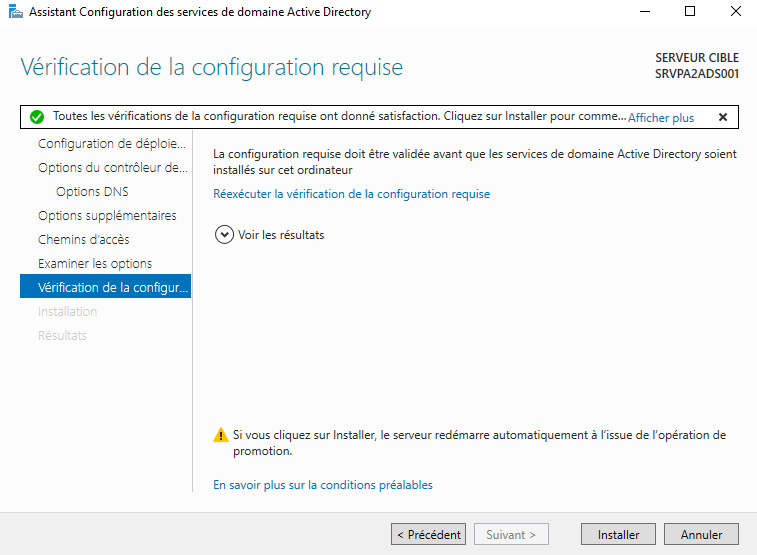 Assistant Configuration des services de domaine Active Directory
Vérification de la configuration requise
SERVEUR CIBLE
SRVPA2ADS001
Toutes les vérifications de la configuration requise ont donné satisfaction. Cliquez sur Installer pour comme... Afficher plus
Configuration de déploie...
Options du contrôleur de...
Options DNS
Options supplémentaires
Chemins d'accès
Examiner les options
Vérification de la configur...
Installation
Résultats
La configuration requise doit être validée avant que les services de domaine Active Directory soient
installés sur cet ordinateur
Réexécuter la vérification de la configuration requise
Voir les résultats
Si vous cliquez sur Installer, le serveur redémarre automatiquement à l'issue de l'opération de
promotion.
En savoir plus sur la conditions préalables
< Précédent
Suivant >
Installer
Annuler